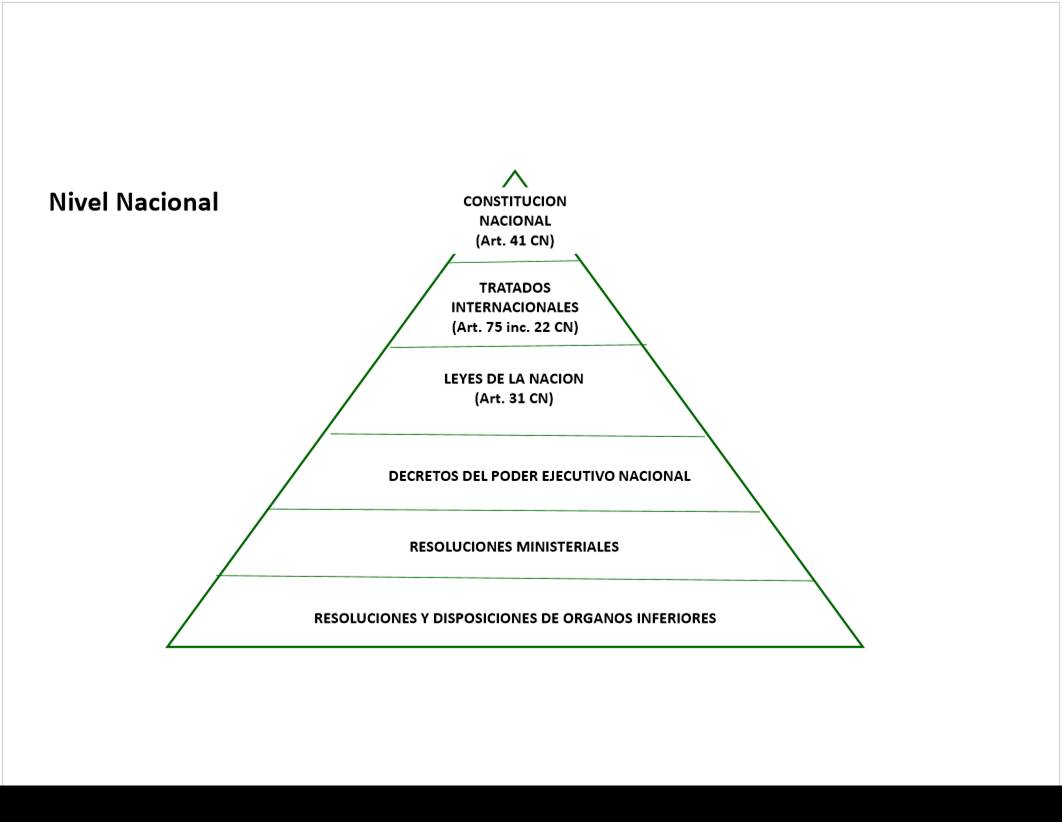 Nivel Nacional
CONSTITUCION
NACIONAL
(Art. 41 CN)
TRATADOS
INTERNACIONALES
(Art. 75 inc. 22 CN)
LEYES DE LA NACION
(Art. 31 CN)
DECRETOS DEL PODER EJECUTIVO NACIONAL
RESOLUCIONES MINISTERIALES
RESOLUCIONES Y DISPOSICIONES DE ORGANOS INFERIORES